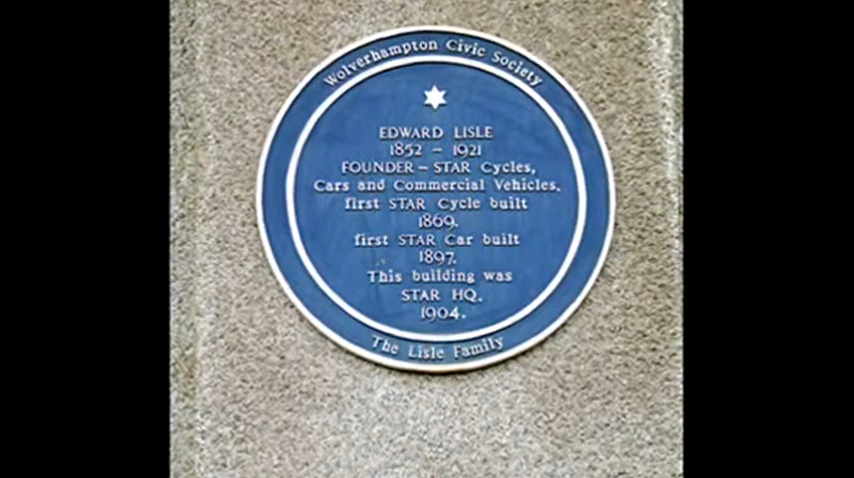 Wolverhampton Civic Society
EDWARD LISLE
1852 - 1921
FOUNDER - STAR Cycles,
Cars and Commercial Vehicles.
first STAR Cycle built
1869.
first STAR Car built
1897.
This building was
STAR HQ.
1904.
The Lisle Family